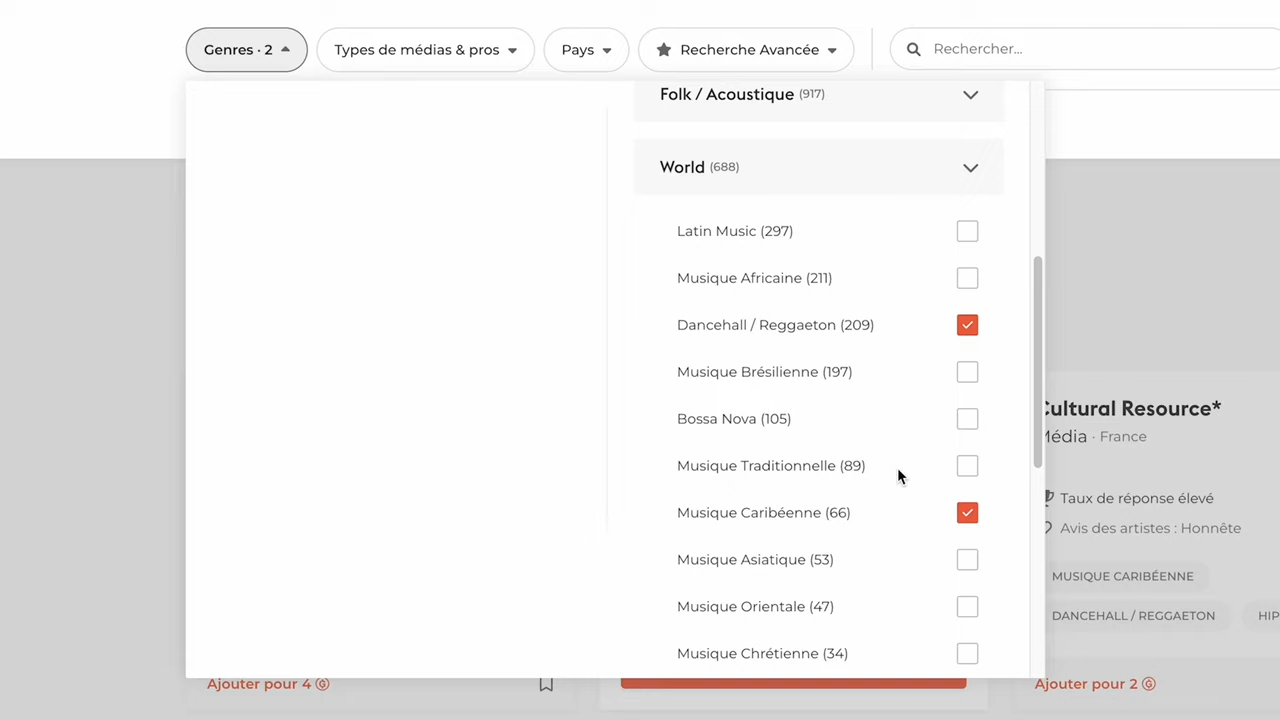 Genres · 2
Types de médias & pros
Pays
Recherche Avancée
Rechercher...
Folk / Acoustique (917)
World (688)
Latin Music (297)
Musique Africaine (211)
Dancehall / Reggaeton (209)
Musique Brésilienne (197)
Bossa Nova (105)
Musique Traditionnelle (89)
Musique Caribéenne (66)
Musique Asiatique (53)
Musique Orientale (47)
Musique Chrétienne (34)
Cultural Resource*
Média · France
Taux de réponse élevé
Avis des artistes : Honnête
MUSIQUE CARIBÉENNE
DANCEHALL / REGGAETON
HIP
Ajouter pour 4
Ajouter pour 2